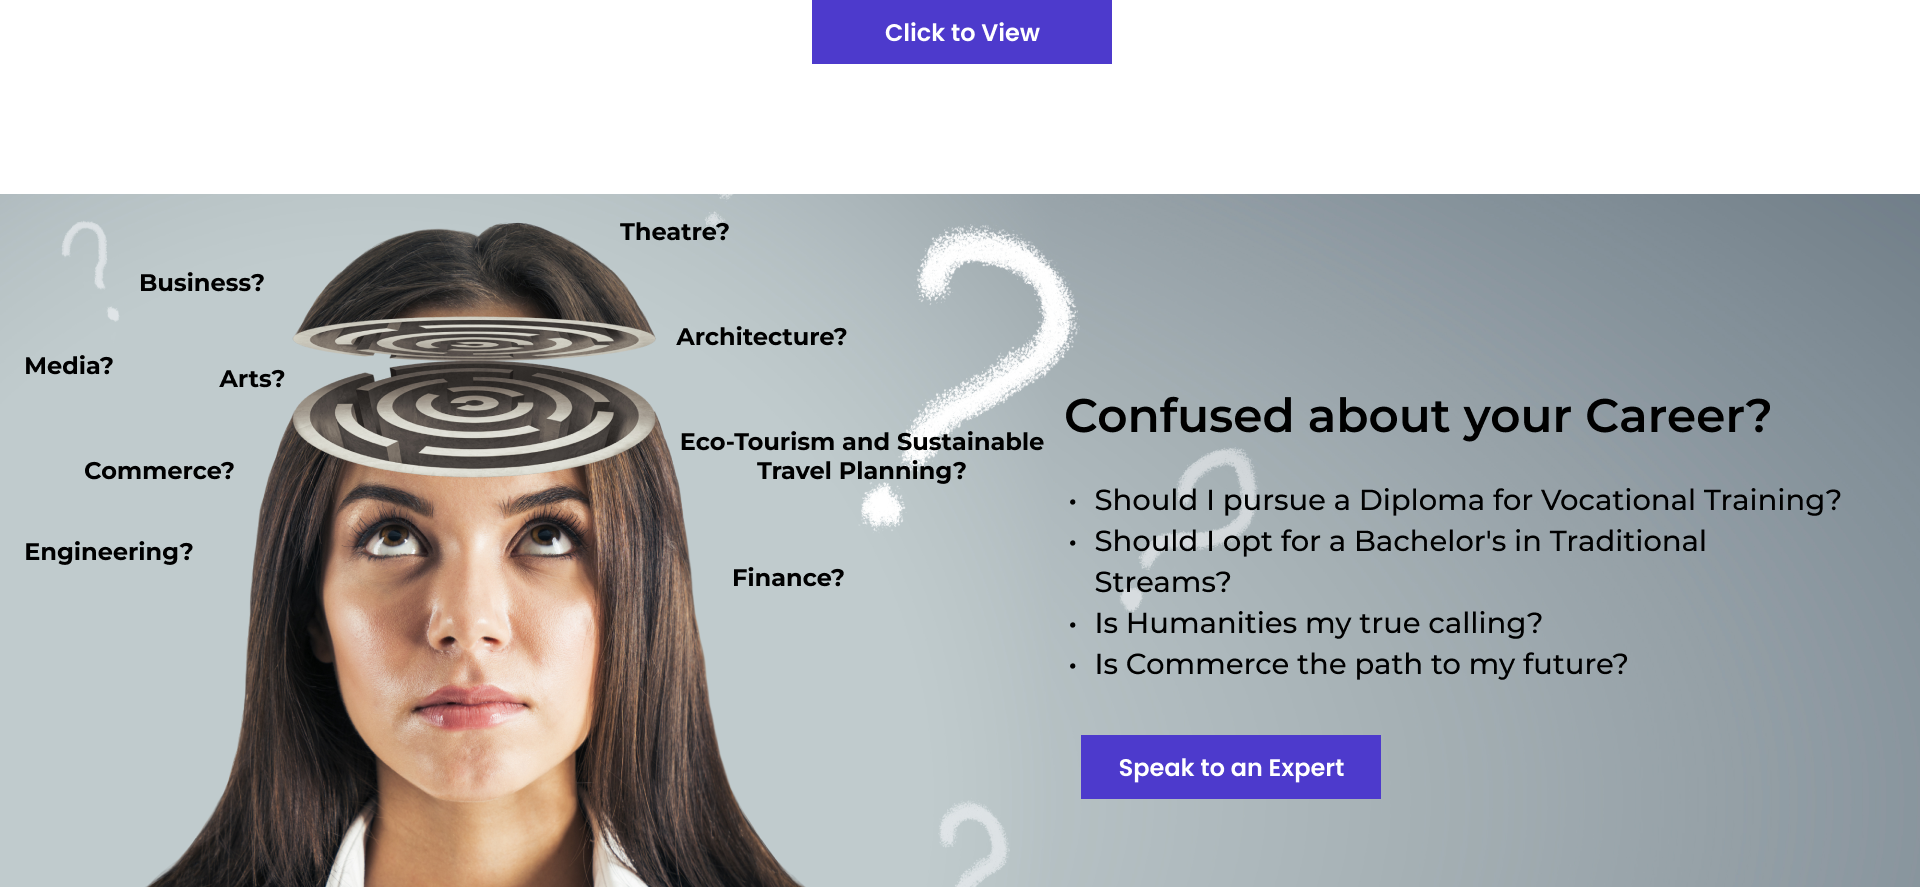 Click to View
Theatre?
Business?
Architecture?
Media?
Arts?
Eco-Tourism and Sustainable
Travel Planning?
Commerce?
Engineering?
Finance?
Confused about your Career?
• Should I pursue a Diploma for Vocational Training?
• Should I opt for a Bachelor's in Traditional
Streams?
• Is Humanities my true calling?
• Is Commerce the path to my future?
Speak to an Expert